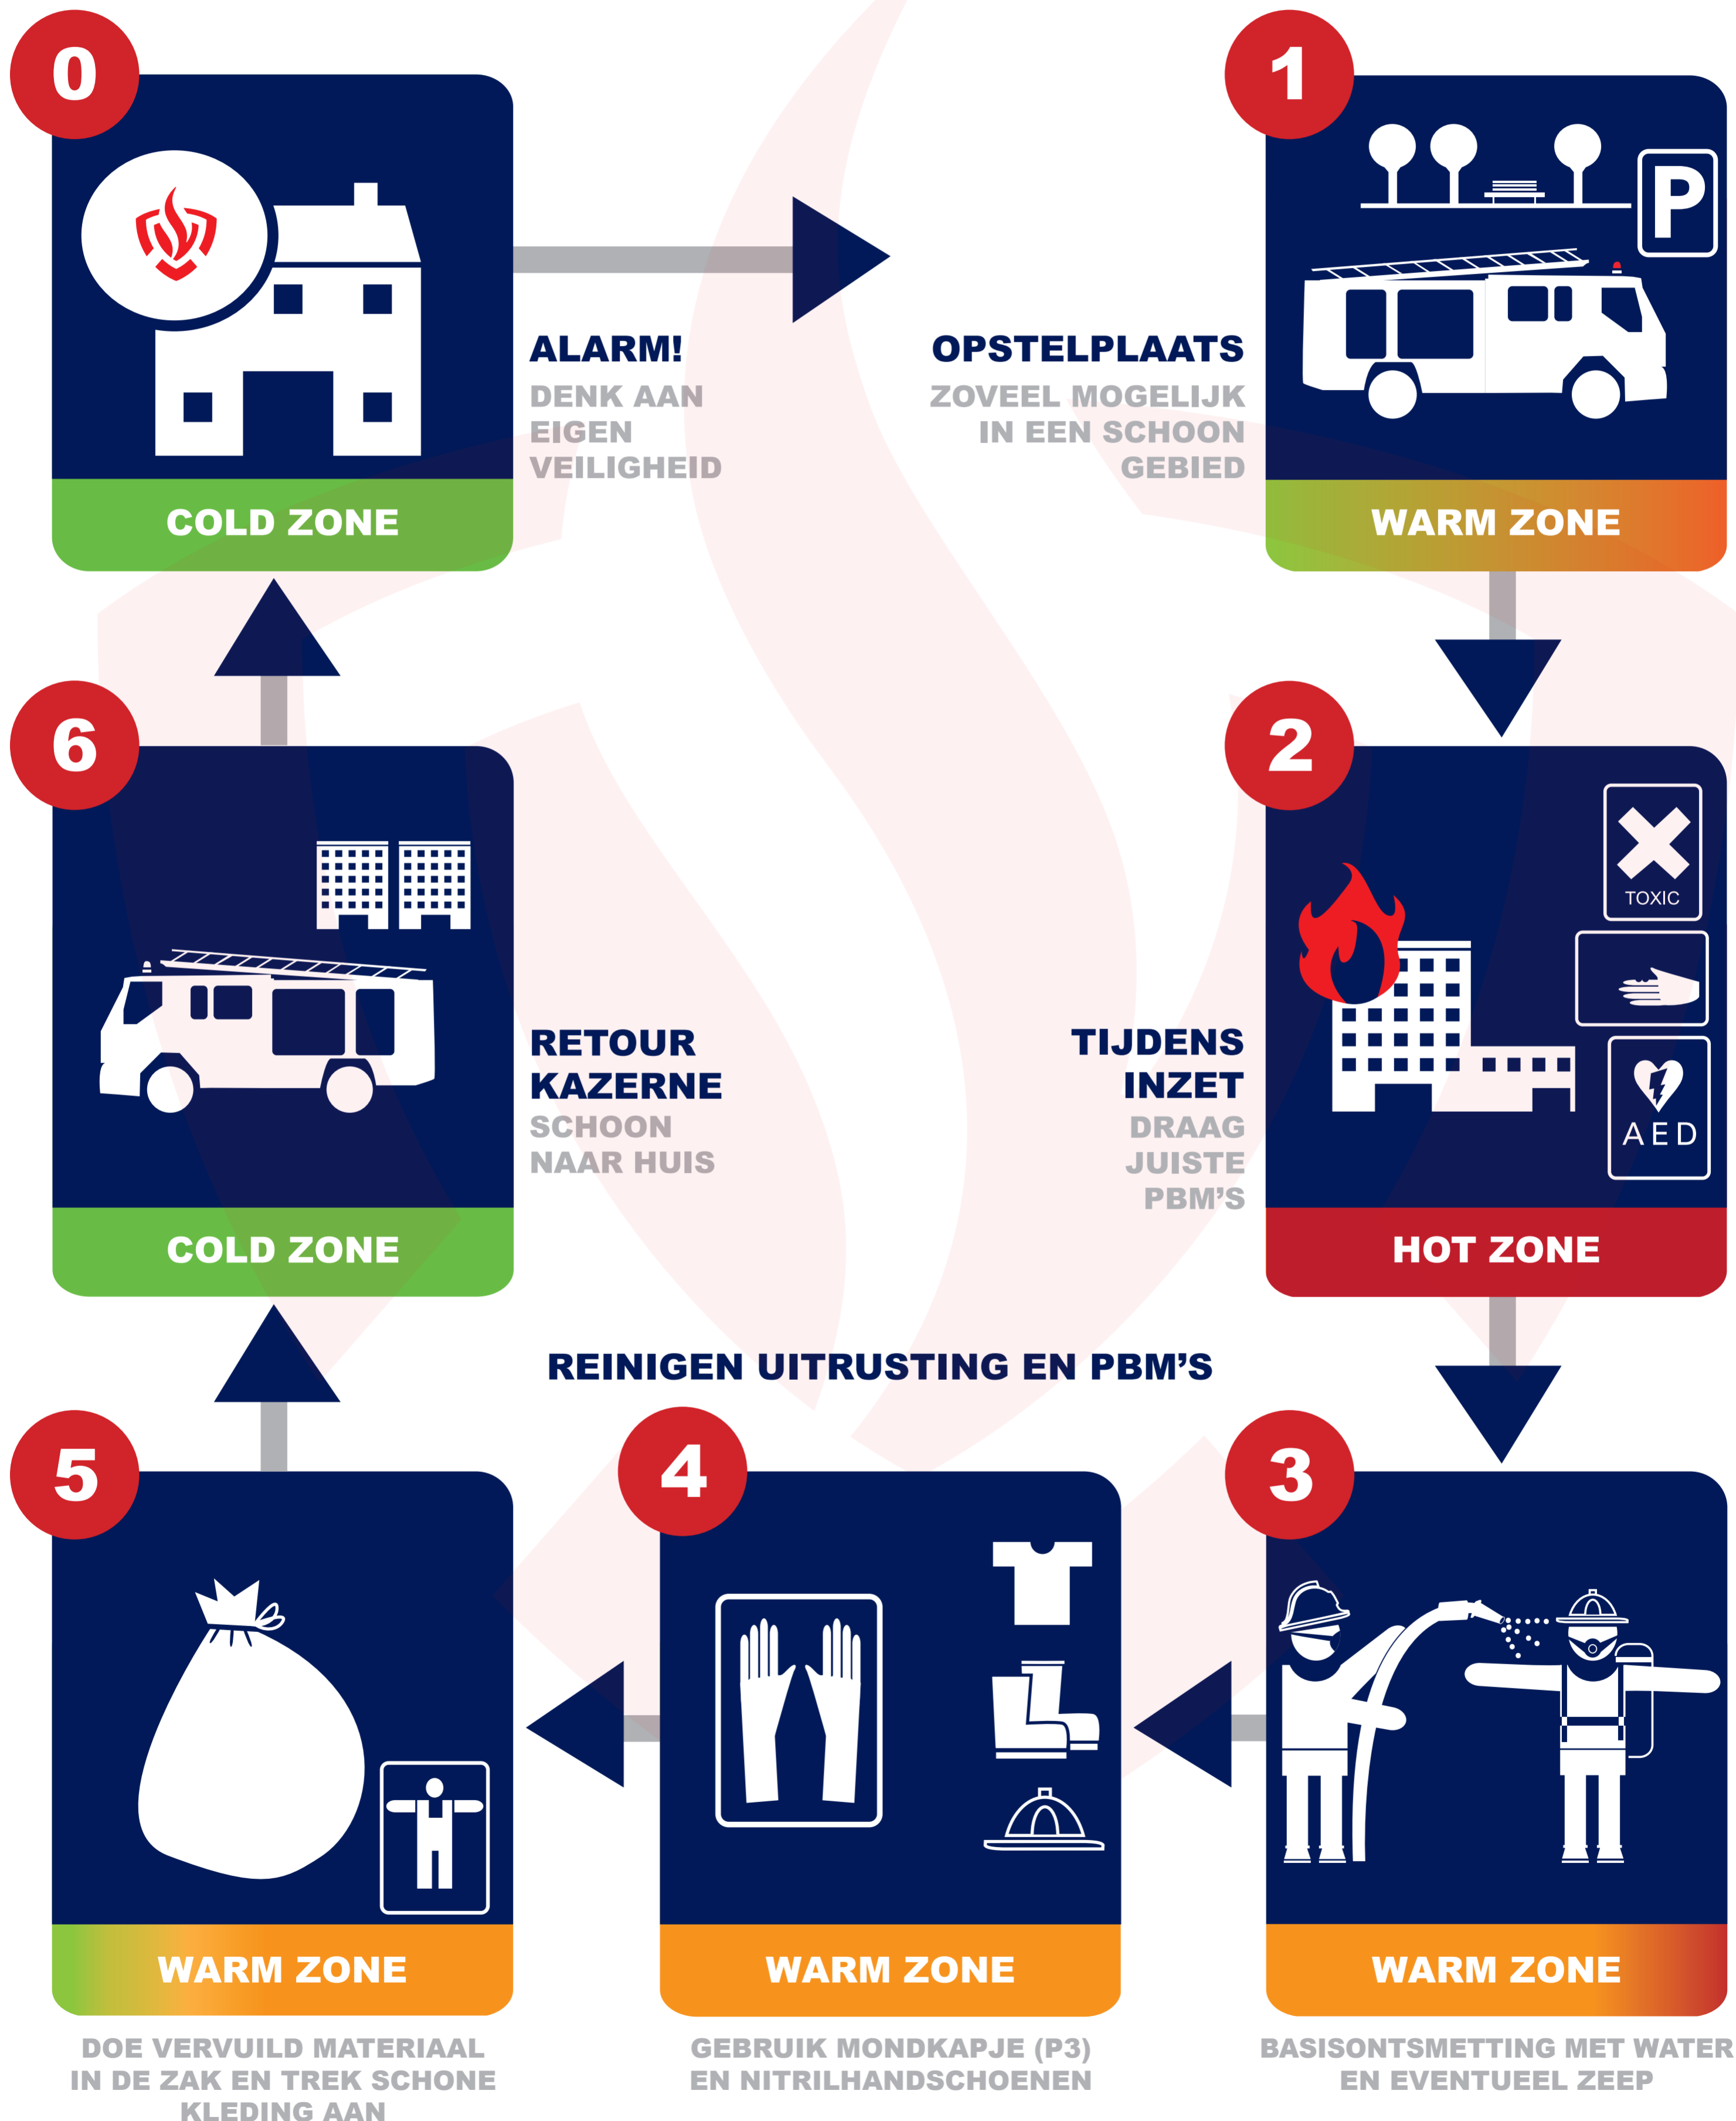 0
COLD ZONE
ALARM!
DENK AAN
EIGEN
VEILIGHEID
1
P
WARM ZONE
OPSTELPLAATS
ZOVEEL MOGELIJK
IN EEN SCHOON
GEBIED
2
TOXIC
AED
HOT ZONE
TIJDENS
INZET
DRAAG
JUISTE
PBM'S
REINIGEN UITRUSTING EN PBM'S
3
WARM ZONE
BASISONTSMETTING MET WATER
EN EVENTUEEL ZEEP
4
WARM ZONE
GEBRUIK MONDKAPJE (P3)
EN NITRILHANDSCHOENEN
5
WARM ZONE
DOE VERVUILD MATERIAAL
IN DE ZAK EN TREK SCHONE
KLEDING AAN
6
COLD ZONE
RETOUR
KAZERNE
SCHOON
NAAR HUIS